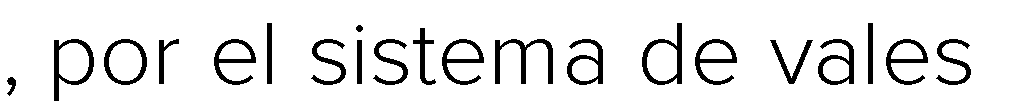 , por el sistema de vales